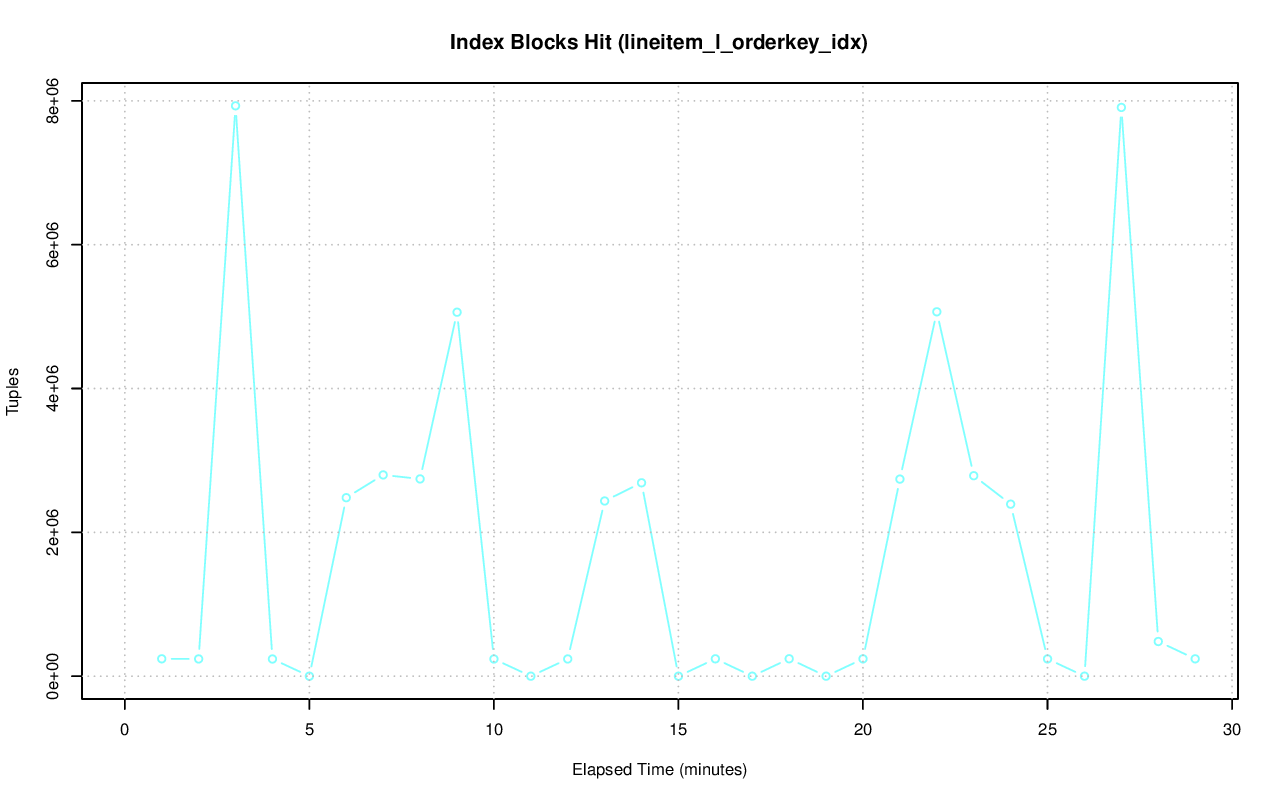 Index Blocks Hit (lineitem_l_orderkey_idx)
Tuples
8e+06
6e+06
4e+06
2e+06
0e+00
0 5 10 15 20 25 30
Elapsed Time (minutes)